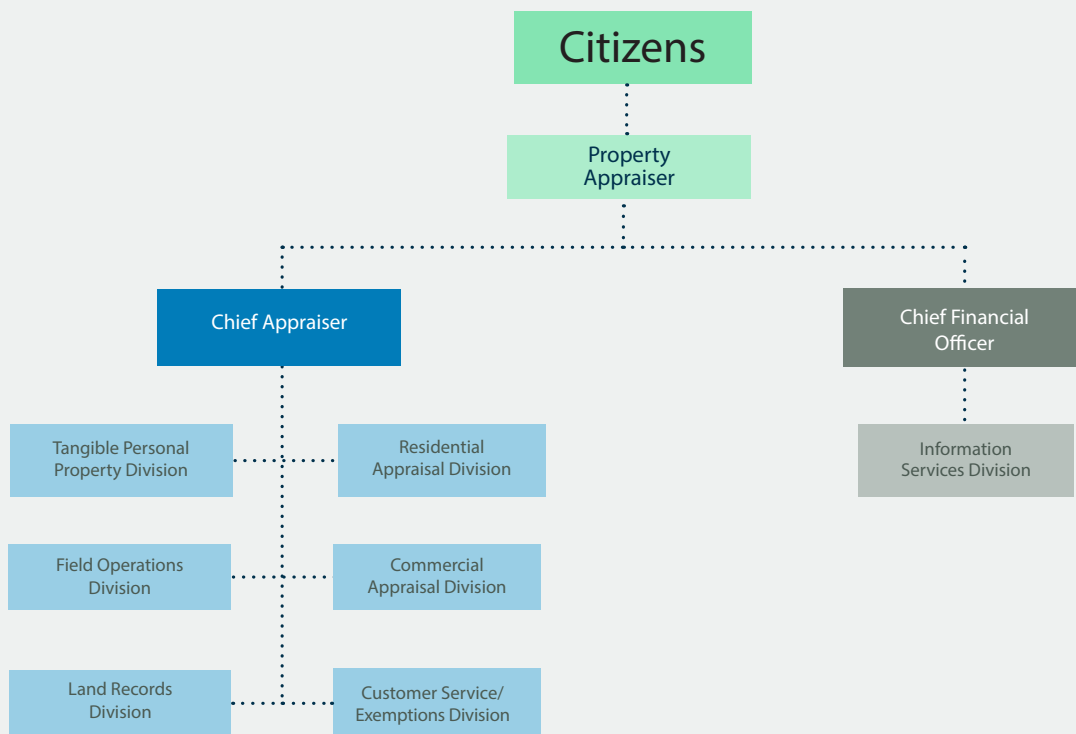 Citizens
Property
Appraiser
Chief Appraiser
Chief Financial
Officer
Tangible Personal
Property Division
Residential
Appraisal Division
Information
Services Division
Field Operations
Division
Commercial
Appraisal Division
Land Records
Division
Customer Service/
Exemptions Division